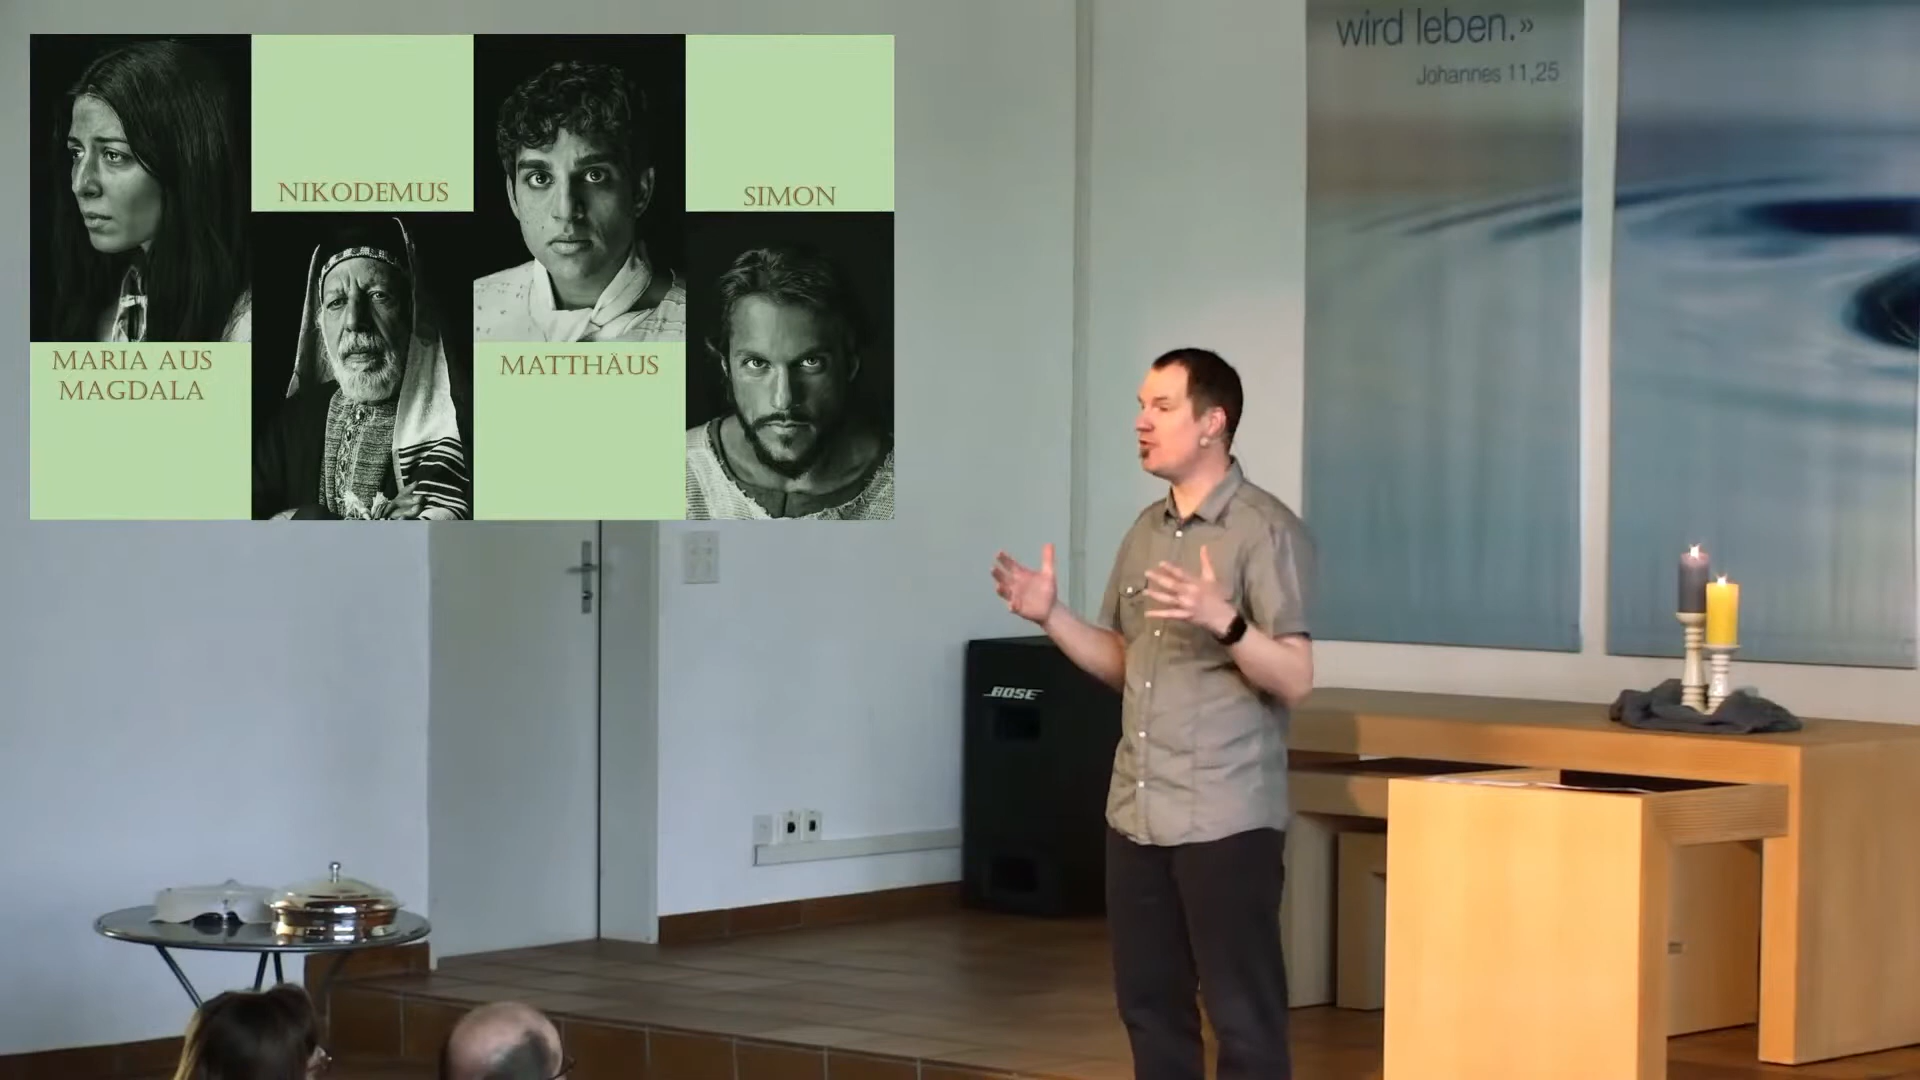 NIKODEMUS
SIMON
MARIA AUS
MAGDALA
MATTHÄUS
wird leben.»
Johannes 11,25
BOSE